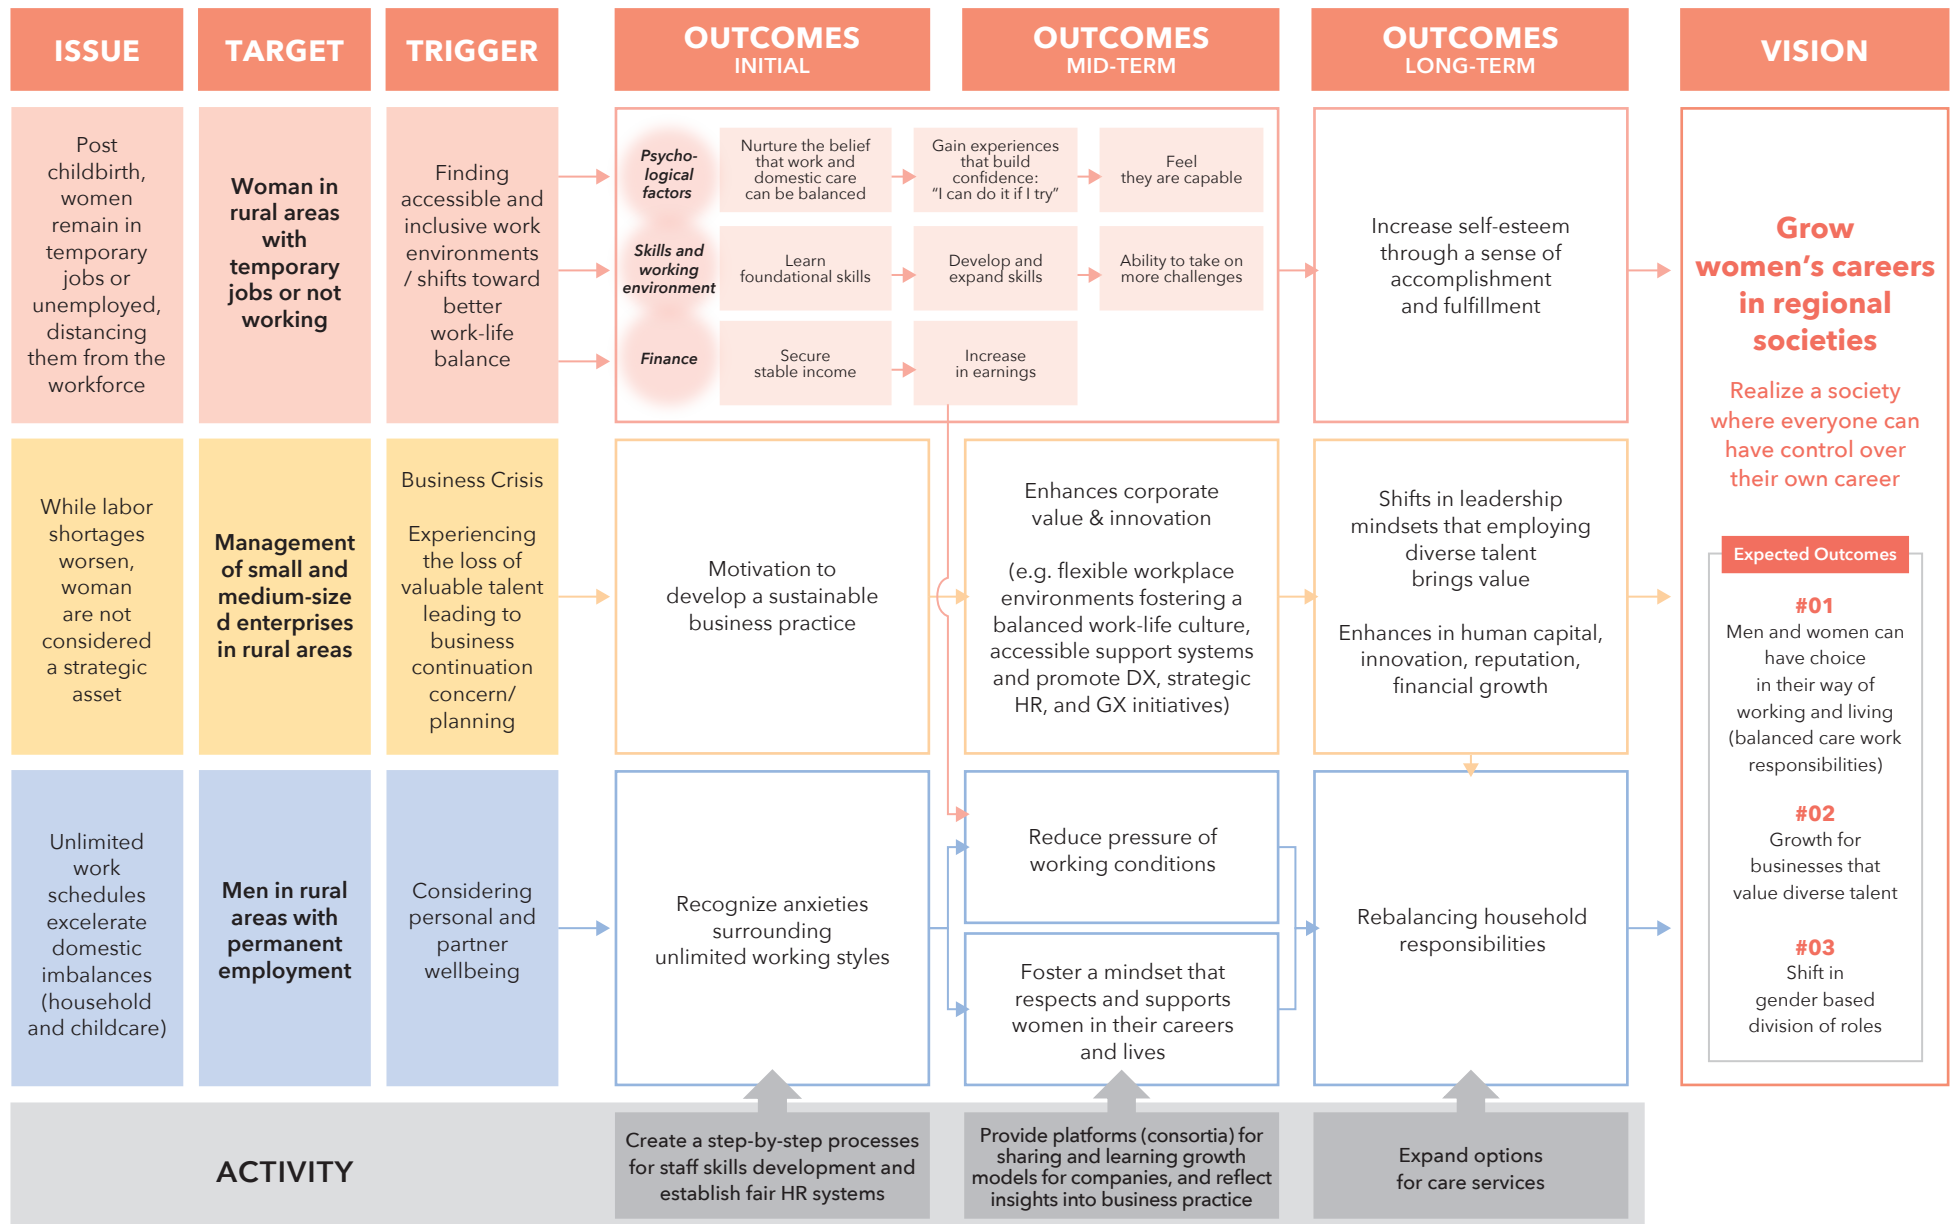 ISSUE
TARGET
TRIGGER
OUTCOMES
INITIAL
OUTCOMES
MID-TERM
OUTCOMES
LONG-TERM
VISION
Post
childbirth,
women
remain in
temporary
jobs or
unemployed,
distancing
them from the
workforce
Woman in
rural areas
with
temporary
jobs or not
working
Finding
accessible and
inclusive work
environments
/ shifts toward
better
work-life
balance
Psycho-
logical
factors
Nurture the belief
that work and
domestic care
can be balanced
Gain experiences
that build
confidence:
“I can do it if I try”
Feel
they are capable
Skills and
working
environment
Learn
foundational skills
Develop and
expand skills
Ability to take on
more challenges
Finance
Secure
stable income
Increase
in earnings
Increase self-esteem
through a sense of
accomplishment
and fulfillment
While labor
shortages
worsen,
woman
are not
considered
a strategic
asset
Management
of small and
medium-size
d enterprises
in rural areas
Business Crisis
Experiencing
the loss of
valuable talent
leading to
business
continuation
concern/
planning
Motivation to
develop a sustainable
business practice
Enhances corporate
value & innovation
(e.g. flexible workplace
environments fostering a
balanced work-life culture,
accessible support systems
and promote DX, strategic
HR, and GX initiatives)
Shifts in leadership
mindsets that employing
diverse talent
brings value
Enhances in human capital,
innovation, reputation,
financial growth
Unlimited
work
schedules
excelerate
domestic
imbalances
(household
and childcare)
Men in rural
areas with
permanent
employment
Considering
personal and
partner
wellbeing
Recognize anxieties
surrounding
unlimited working styles
Reduce pressure of
working conditions
Foster a mindset that
respects and supports
women in their careers
and lives
Rebalancing household
responsibilities
Grow
women’s careers
in regional
societies
Realize a society
where everyone can
have control over
their own career
Expected Outcomes
#01
Men and women can
have choice
in their way of
working and living
(balanced care work
responsibilities)
#02
Growth for
businesses that
value diverse talent
#03
Shift in
gender based
division of roles
ACTIVITY
Create a step-by-step processes
for staff skills development and
establish fair HR systems
Provide platforms (consortia) for
sharing and learning growth
models for companies, and reflect
insights into business practice
Expand options
for care services